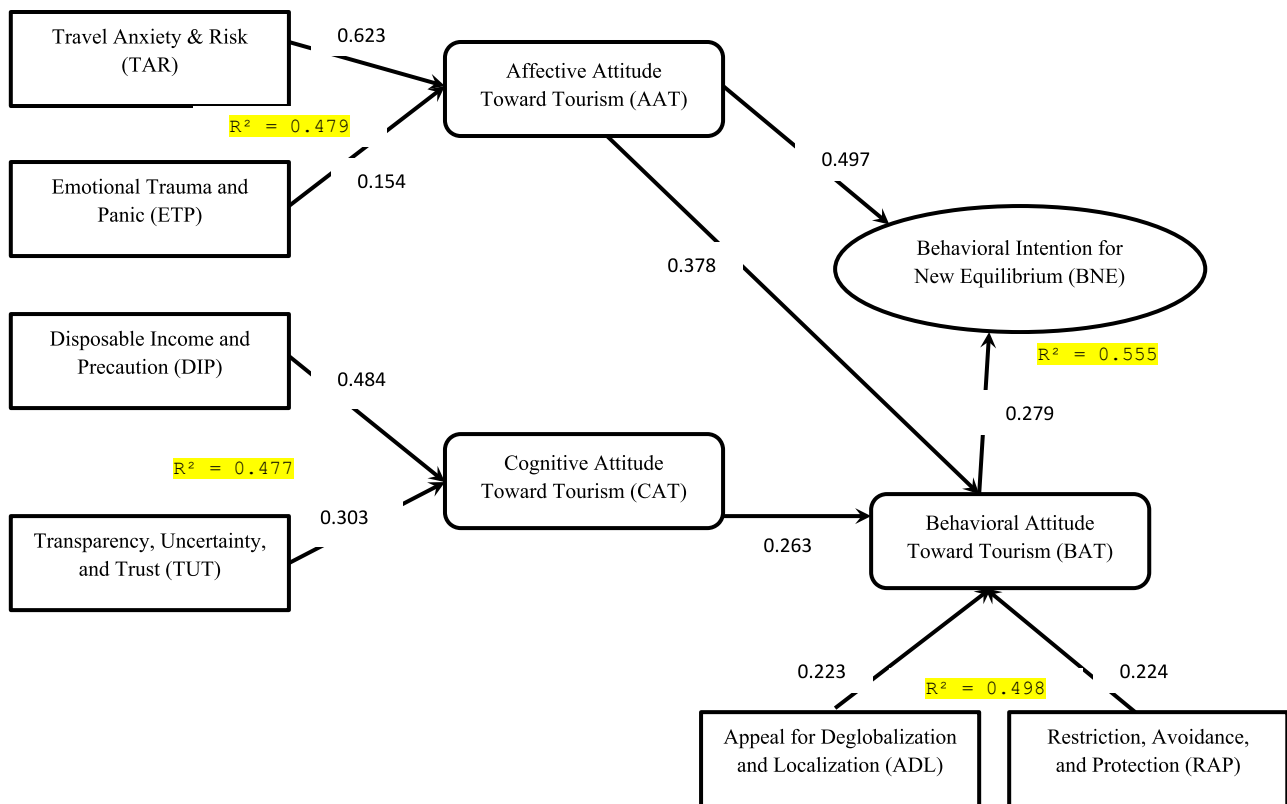 Travel Anxiety & Risk
(TAR)
0.623
Affective Attitude
Toward Tourism (AAT)
R² = 0.479
0.154
Emotional Trauma and
Panic (ETP)
0.497
0.378
Behavioral Intention for
New Equilibrium (BNE)
R² = 0.555
Disposable Income and
Precaution (DIP)
0.484
0.279
R² = 0.477
Cognitive Attitude
Toward Tourism (CAT)
0.303
Transparency, Uncertainty,
and Trust (TUT)
0.263
Behavioral Attitude
Toward Tourism (BAT)
0.223
R² = 0.498
0.224
Appeal for Deglobalization
and Localization (ADL)
Restriction, Avoidance,
and Protection (RAP)